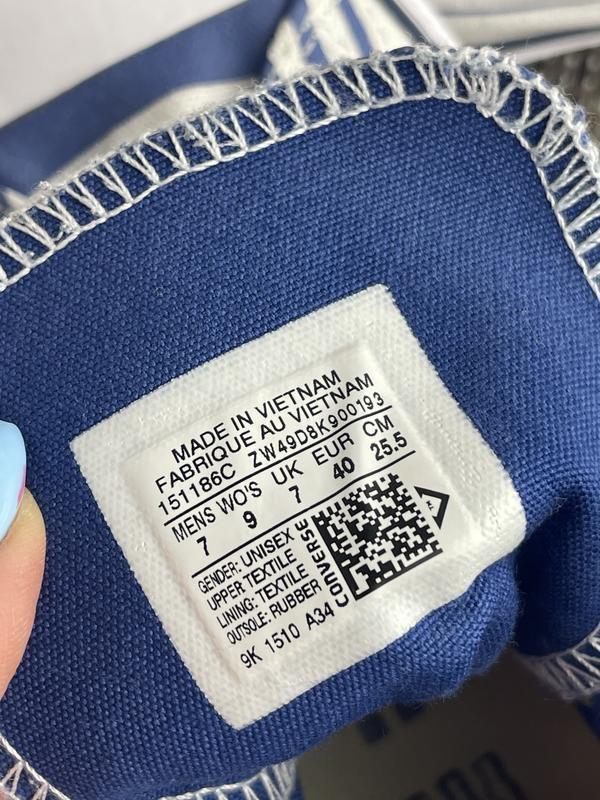 MADE IN VIETNAM
FABRIQUE AU VIETNAM
151186C ZW49D8K900193
MENS WO'S UK EUR CM
7 9 7 40 25.5
GENDER: UNISEX
UPPER TEXTILE
LINING: TEXTILE
OUTSOLE: RUBBER
CONVERSE
9K 1510 A34